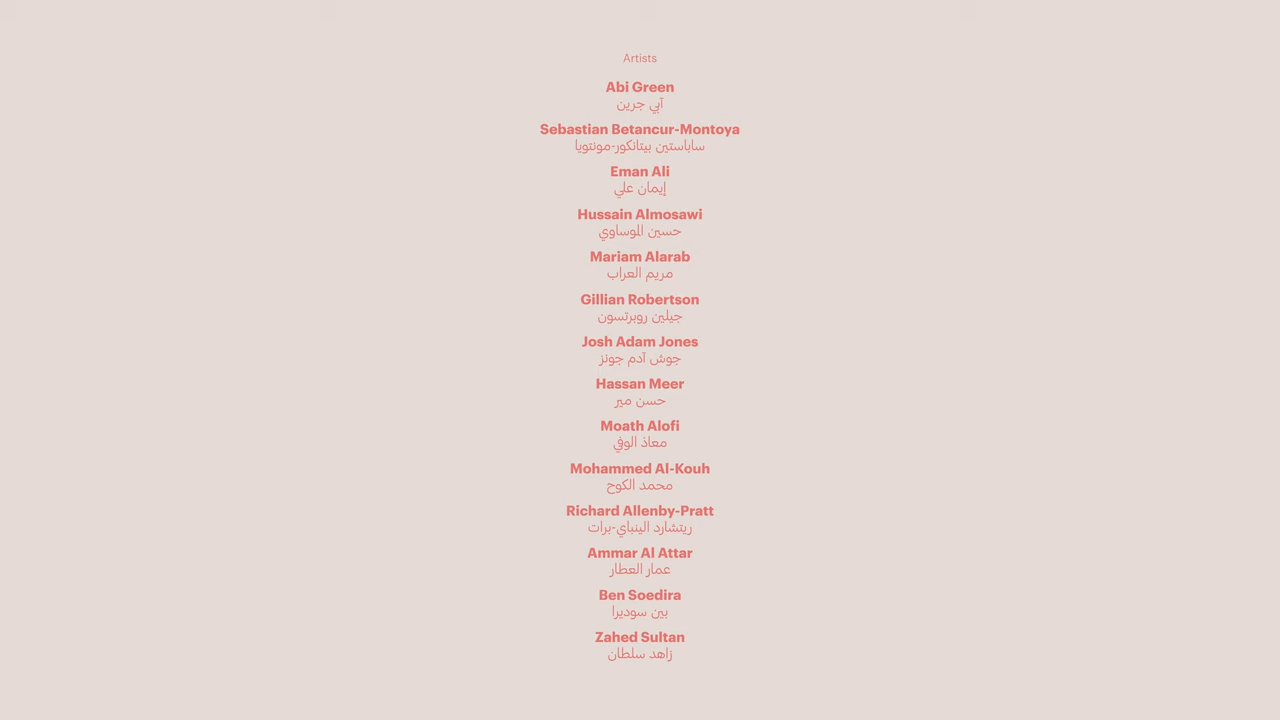 Artists
Abi Green
آبي جرين
Sebastian Betancur-Montoya
ساباستين بيتانكور-مونتويا
Eman Ali
إيمان علي
Hussain Almosawi
حسين الموساوي
Mariam Alarab
مريم العراب
Gillian Robertson
جيلين روبرتسون
Josh Adam Jones
جوش آدم جونز
Hassan Meer
حسن مير
Moath Alofi
معاذ الوفي
Mohammed Al-Kouh
محمد الكوح
Richard Allenby-Pratt
ريتشارد الينباي-برات
Ammar Al Attar
عمار العطار
Ben Soedira
بين سوديرا
Zahed Sultan
زاهد سلطان